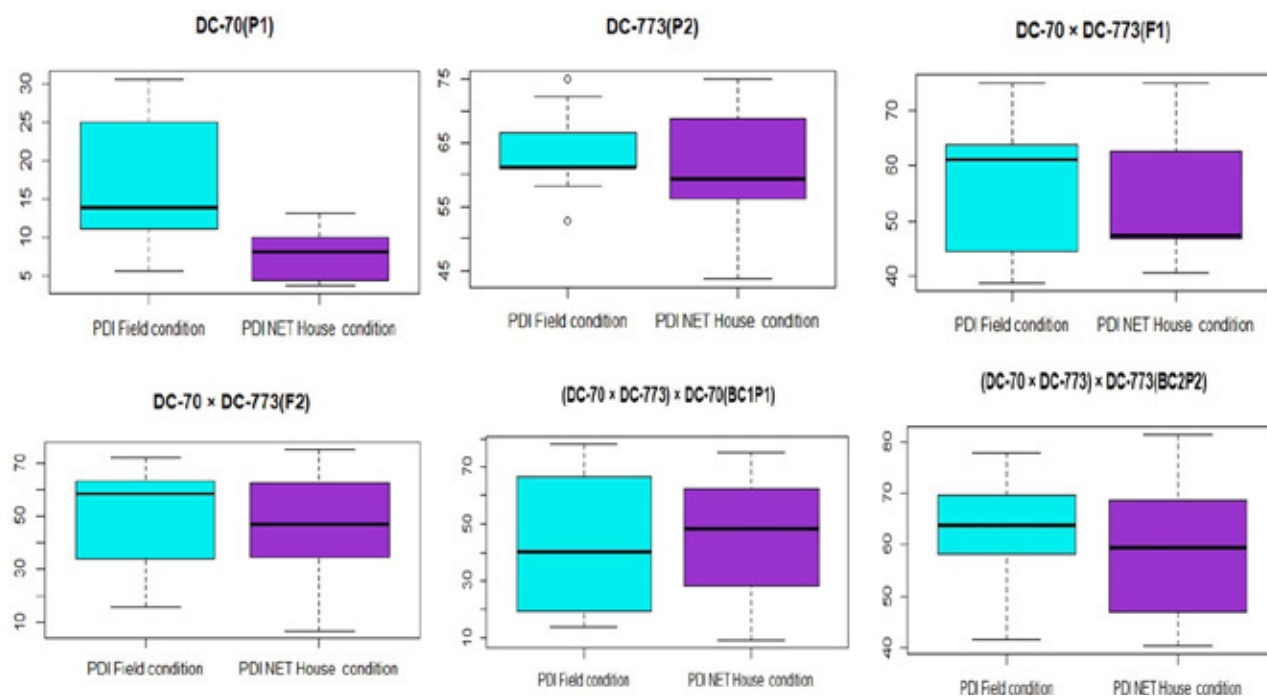 DC-70(P1)
30
25
20
15
10
5
PDI Field condition
PDI NET House condition
DC-773(P2)
75
65
55
45
PDI Field condition
PDI NET House condition
DC-70 × DC-773(F1)
70
60
50
40
PDI Field condition
PDI NET House condition
DC-70 × DC-773(F2)
70
50
30
10
PDI Field condition
PDI NET House condition
(DC-70 × DC-773) × DC-70(BC1P1)
70
50
30
10
PDI Field condition
PDI NET House condition
(DC-70 × DC-773) × DC-773(BC2P2)
80
70
60
50
40
PDI Field condition
PDI NET House condition